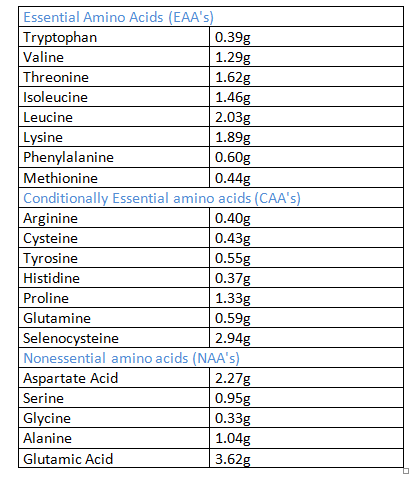 Essential Amino Acids (EAA's)
Tryptophan 0.39g
Valine 1.29g
Threonine 1.62g
Isoleucine 1.46g
Leucine 2.03g
Lysine 1.89g
Phenylalanine 0.60g
Methionine 0.44g
Conditionally Essential amino acids (CAA's)
Arginine 0.40g
Cysteine 0.43g
Tyrosine 0.55g
Histidine 0.37g
Proline 1.33g
Glutamine 0.59g
Selenocysteine 2.94g
Nonessential amino acids (NAA's)
Aspartate Acid 2.27g
Serine 0.95g
Glycine 0.33g
Alanine 1.04g
Glutamic Acid 3.62g